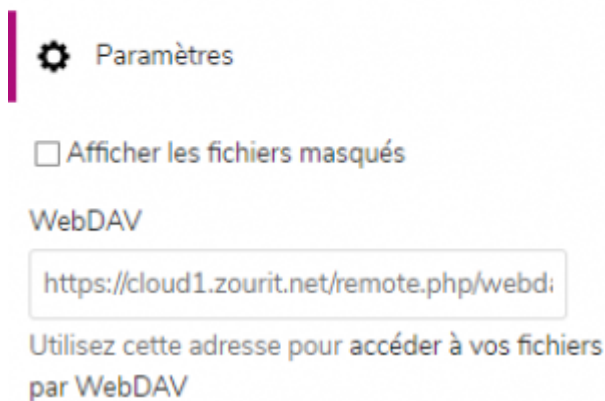 Paramètres
Afficher les fichiers masqués
WebDAV
https://cloud1.zourit.net/remote.php/webd
Utilisez cette adresse pour accéder à vos fichiers
par WebDAV